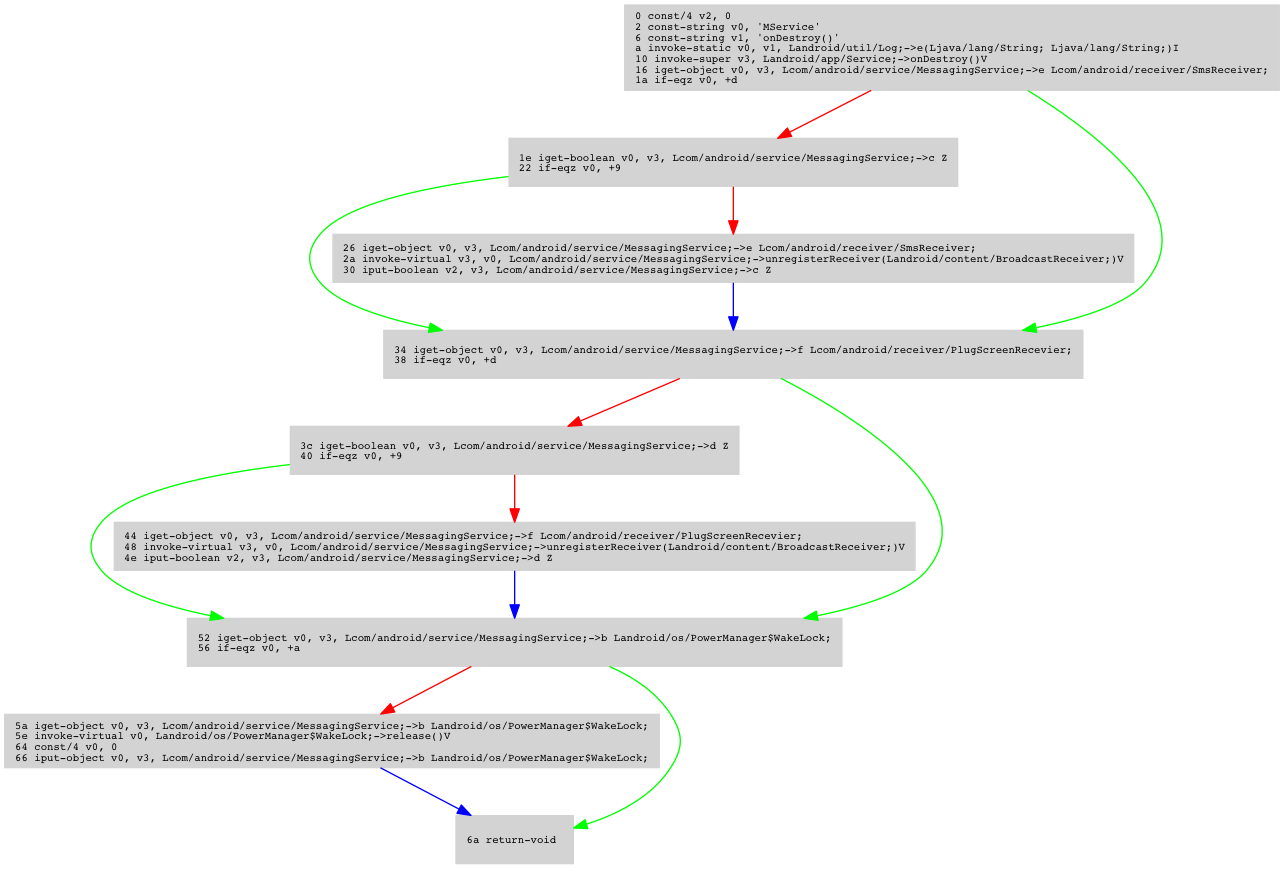 0 const/4 v2, 0
2 const-string v0, 'MService'
6 const-string v1, 'onDestroy()'
a invoke-static v0, v1, Landroid/util/Log;->e(Ljava/lang/String; Ljava/lang/String;)I
10 invoke-super v3, Landroid/app/Service;->onDestroy()V
16 iget-object v0, v3, Lcom/android/service/MessagingService;->e Lcom/android/receiver/SmsReceiver;
1a if-eqz v0, +d
1e iget-boolean v0, v3, Lcom/android/service/MessagingService;->c Z
22 if-eqz v0, +9
26 iget-object v0, v3, Lcom/android/service/MessagingService;->e Lcom/android/receiver/SmsReceiver;
2a invoke-virtual v3, v0, Lcom/android/service/MessagingService;->unregisterReceiver(Landroid/content/BroadcastReceiver;)V
30 iput-boolean v2, v3, Lcom/android/service/MessagingService;->c Z
34 iget-object v0, v3, Lcom/android/service/MessagingService;->f Lcom/android/receiver/PlugScreenRecevier;
38 if-eqz v0, +d
3c iget-boolean v0, v3, Lcom/android/service/MessagingService;->d Z
40 if-eqz v0, +9
44 iget-object v0, v3, Lcom/android/service/MessagingService;->f Lcom/android/receiver/PlugScreenRecevier;
48 invoke-virtual v3, v0, Lcom/android/service/MessagingService;->unregisterReceiver(Landroid/content/BroadcastReceiver;)V
4e iput-boolean v2, v3, Lcom/android/service/MessagingService;->d Z
52 iget-object v0, v3, Lcom/android/service/MessagingService;->b Landroid/os/PowerManager$WakeLock;
56 if-eqz v0, +a
5a iget-object v0, v3, Lcom/android/service/MessagingService;->b Landroid/os/PowerManager$WakeLock;
5e invoke-virtual v0, Landroid/os/PowerManager$WakeLock;->release()V
64 const/4 v0, 0
66 iput-object v0, v3, Lcom/android/service/MessagingService;->b Landroid/os/PowerManager$WakeLock;
6a return-void